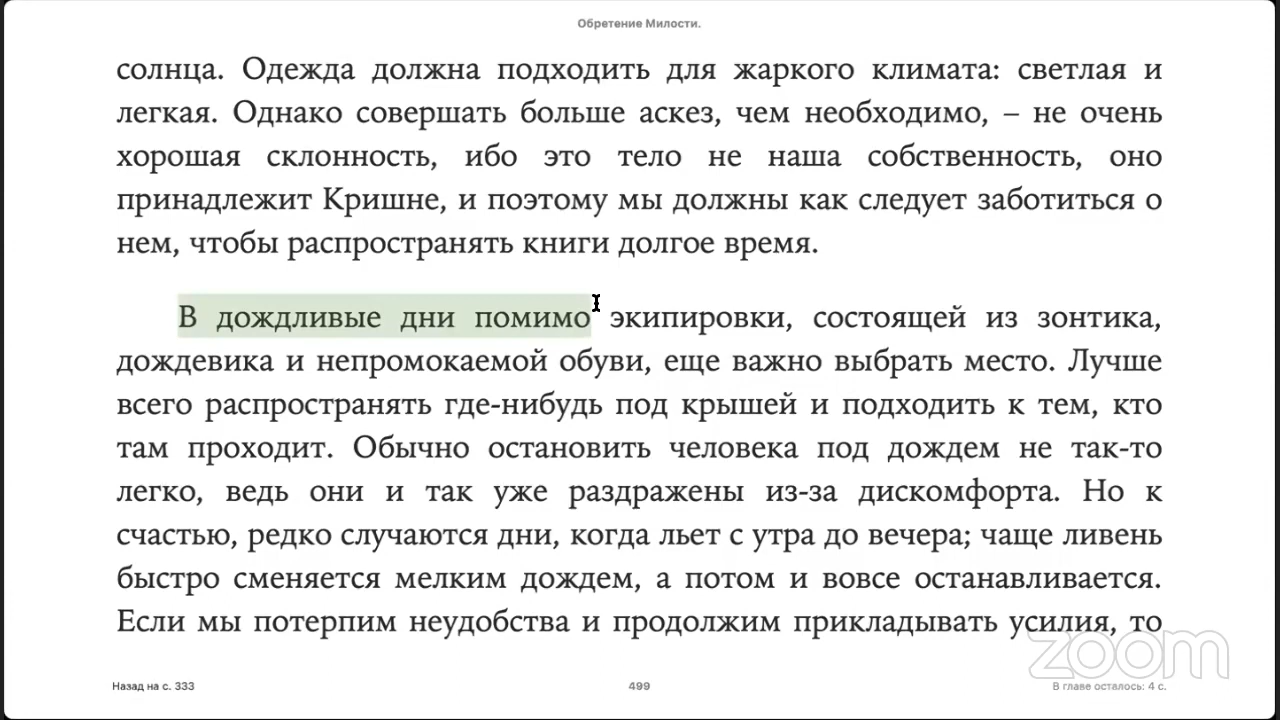 Обретение Милости.
солнца. Одежда должна подходить для жаркого климата: светлая и
легкая. Однако совершать больше аскез, чем необходимо, – не очень
хорошая склонность, ибо это тело не наша собственность, оно
принадлежит Кришне, и поэтому мы должны как следует заботиться о
нем, чтобы распространять книги долгое время.
В дождливые дни помимо экипировки, состоящей из зонтика,
дождевика и непромокаемой обуви, еще важно выбрать место. Лучше
всего распространять где-нибудь под крышей и подходить к тем, кто
там проходит. Обычно остановить человека под дождем не так-то
легко, ведь они и так уже раздражены из-за дискомфорта. Но к
счастью, редко случаются дни, когда льет с утра до вечера; чаще ливень
быстро сменяется мелким дождем, а потом и вовсе останавливается.
Если мы потерпим неудобства и продолжим прикладывать усилия, то
zoom
Назад на с. 333
499
В главе осталось: 4 с.